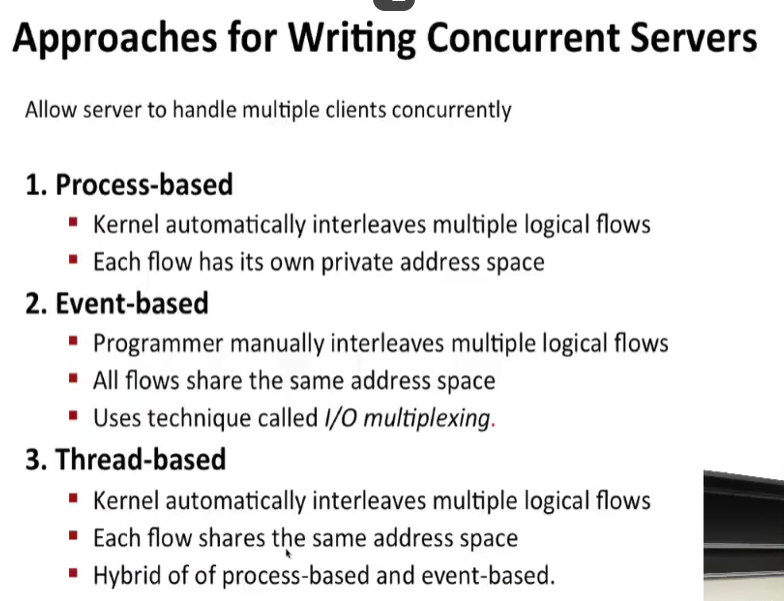 Approaches for Writing Concurrent Servers
Allow server to handle multiple clients concurrently
1. Process-based
Kernel automatically interleaves multiple logical flows
Each flow has its own private address space
2. Event-based
Programmer manually interleaves multiple logical flows
All flows share the same address space
Uses technique called I/O multiplexing.
3. Thread-based
Kernel automatically interleaves multiple logical flows
Each flow shares the same address space
Hybrid of of process-based and event-based.